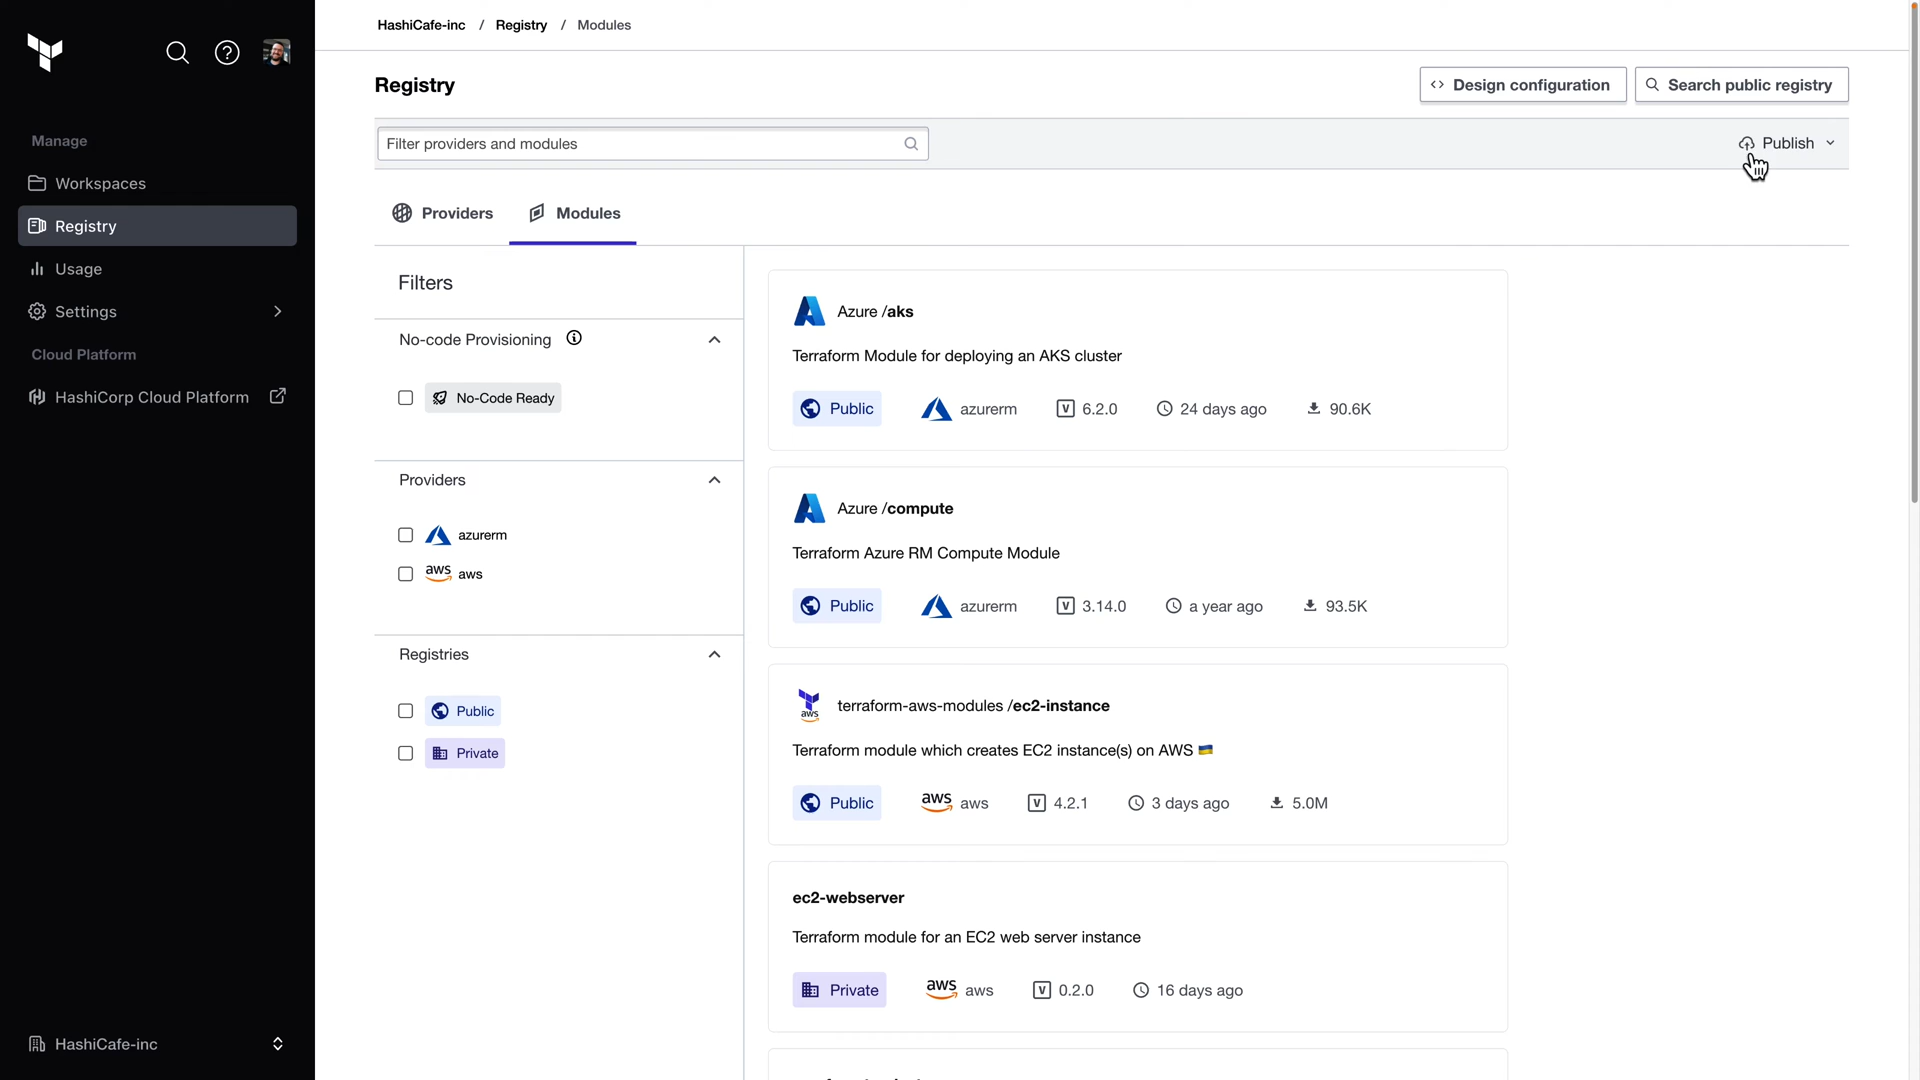 HashiCafe-inc / Registry / Modules
Registry
Design configuration
Search public registry
Filter providers and modules
Publish
Manage
Workspaces
Registry
Usage
Settings
Cloud Platform
HashiCorp Cloud Platform
HashiCafe-inc
Providers
Modules
Filters
No-code Provisioning
No-Code Ready
Providers
azurerm
aws aws
Registries
Public
Private
Azure /aks
Terraform Module for deploying an AKS cluster
Public azurerm V 6.2.0 24 days ago 90.6K
Azure /compute
Terraform Azure RM Compute Module
Public azurerm V 3.14.0 a year ago 93.5K
aws terraform-aws-modules /ec2-instance
Terraform module which creates EC2 instance(s) on AWS 🇺🇦
Public aws aws V 4.2.1 3 days ago 5.0M
ec2-webserver
Terraform module for an EC2 web server instance
Private aws aws V 0.2.0 16 days ago